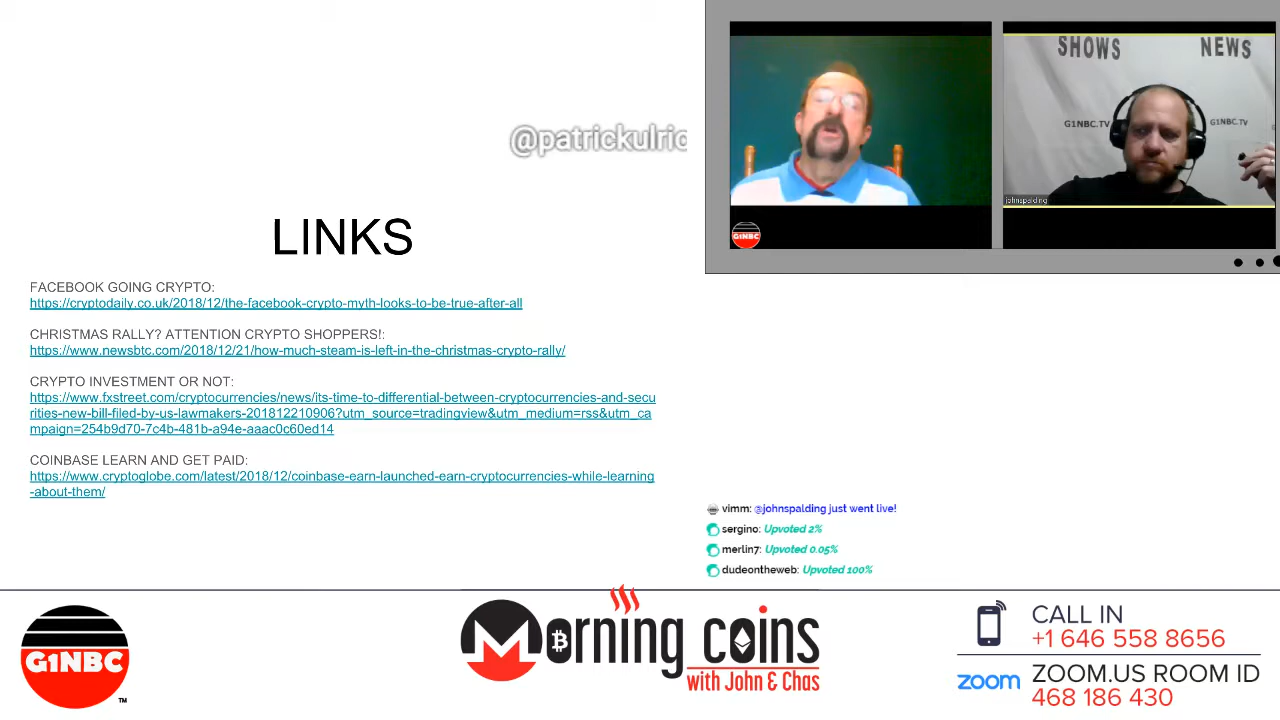 SHOWS NEWS
@patrickulric
G1NBC.TV G1NBC.TV
johnspalding
G1NBC
LINKS
FACEBOOK GOING CRYPTO:
https://cryptodaily.co.uk/2018/12/the-facebook-crypto-myth-looks-to-be-true-after-all
CHRISTMAS RALLY? ATTENTION CRYPTO SHOPPERS!:
https://www.newsbtc.com/2018/12/21/how-much-steam-is-left-in-the-christmas-crypto-rally/
CRYPTO INVESTMENT OR NOT:
https://www.fxstreet.com/cryptocurrencies/news/its-time-to-differential-between-cryptocurrencies-and-secu
rities-new-bill-filed-by-us-lawmakers-201812210906?utm_source=tradingview&utm_medium=rss&utm_ca
mpaign=254b9d70-7c4b-481b-a94e-aaac0c60ed14
COINBASE LEARN AND GET PAID:
https://www.cryptoglobe.com/latest/2018/12/coinbase-earn-launched-earn-cryptocurrencies-while-learning
-about-them/
vimm: @johnspalding just went live!
sergino: Upvoted 2%
merlin7: Upvoted 0.05%
dudeontheweb: Upvoted 100%
G1NBC
TM
Morning coins
with John & Chas
CALL IN
+1 646 558 8656
zoom ZOOM.US ROOM ID
468 186 430